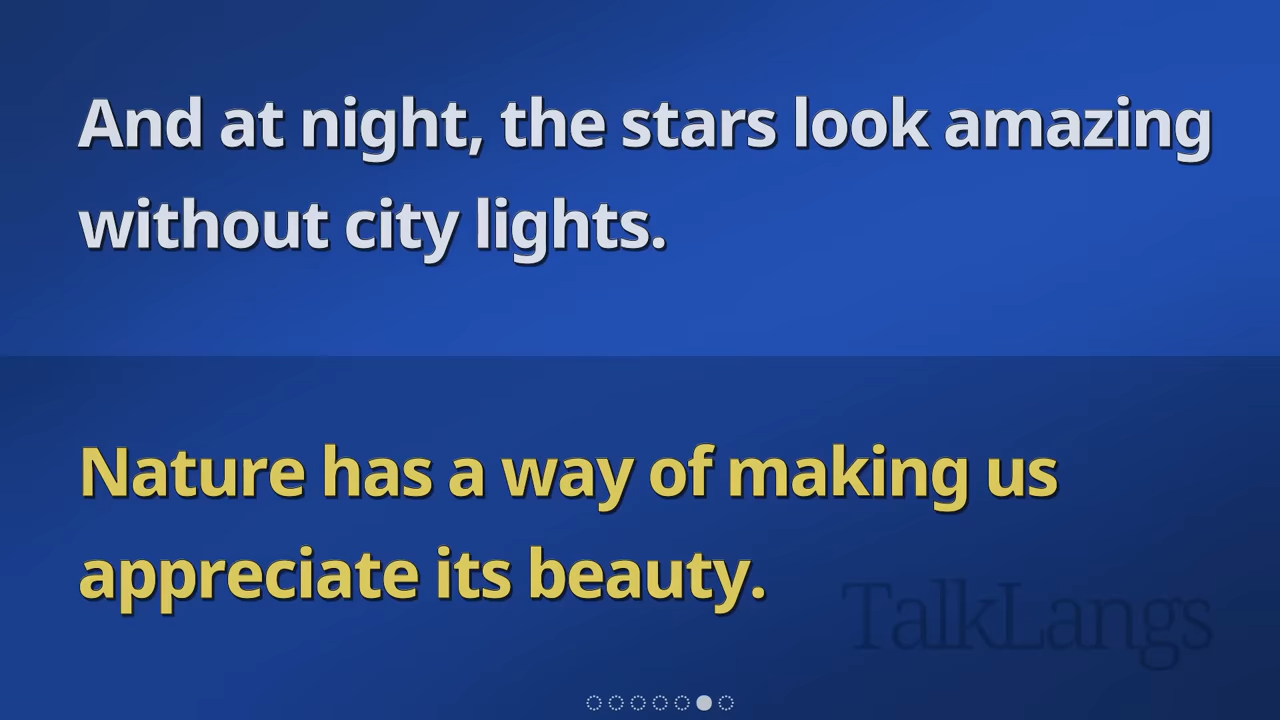 And at night, the stars look amazing
without city lights.
Nature has a way of making us
appreciate its beauty.
TalkLangs